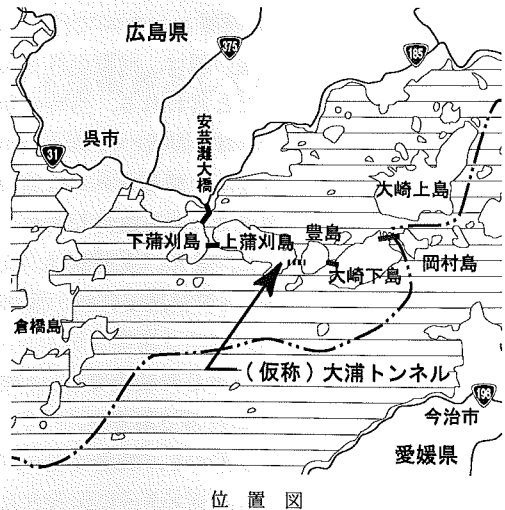 広島県
375
185
安芸灘大橋
呉市
31
大崎上島
下蒲刈島
上蒲刈島
豊島
大崎下島
岡村島
倉橋島
(仮称)大浦トンネル
196
今治市
愛媛県
位置図